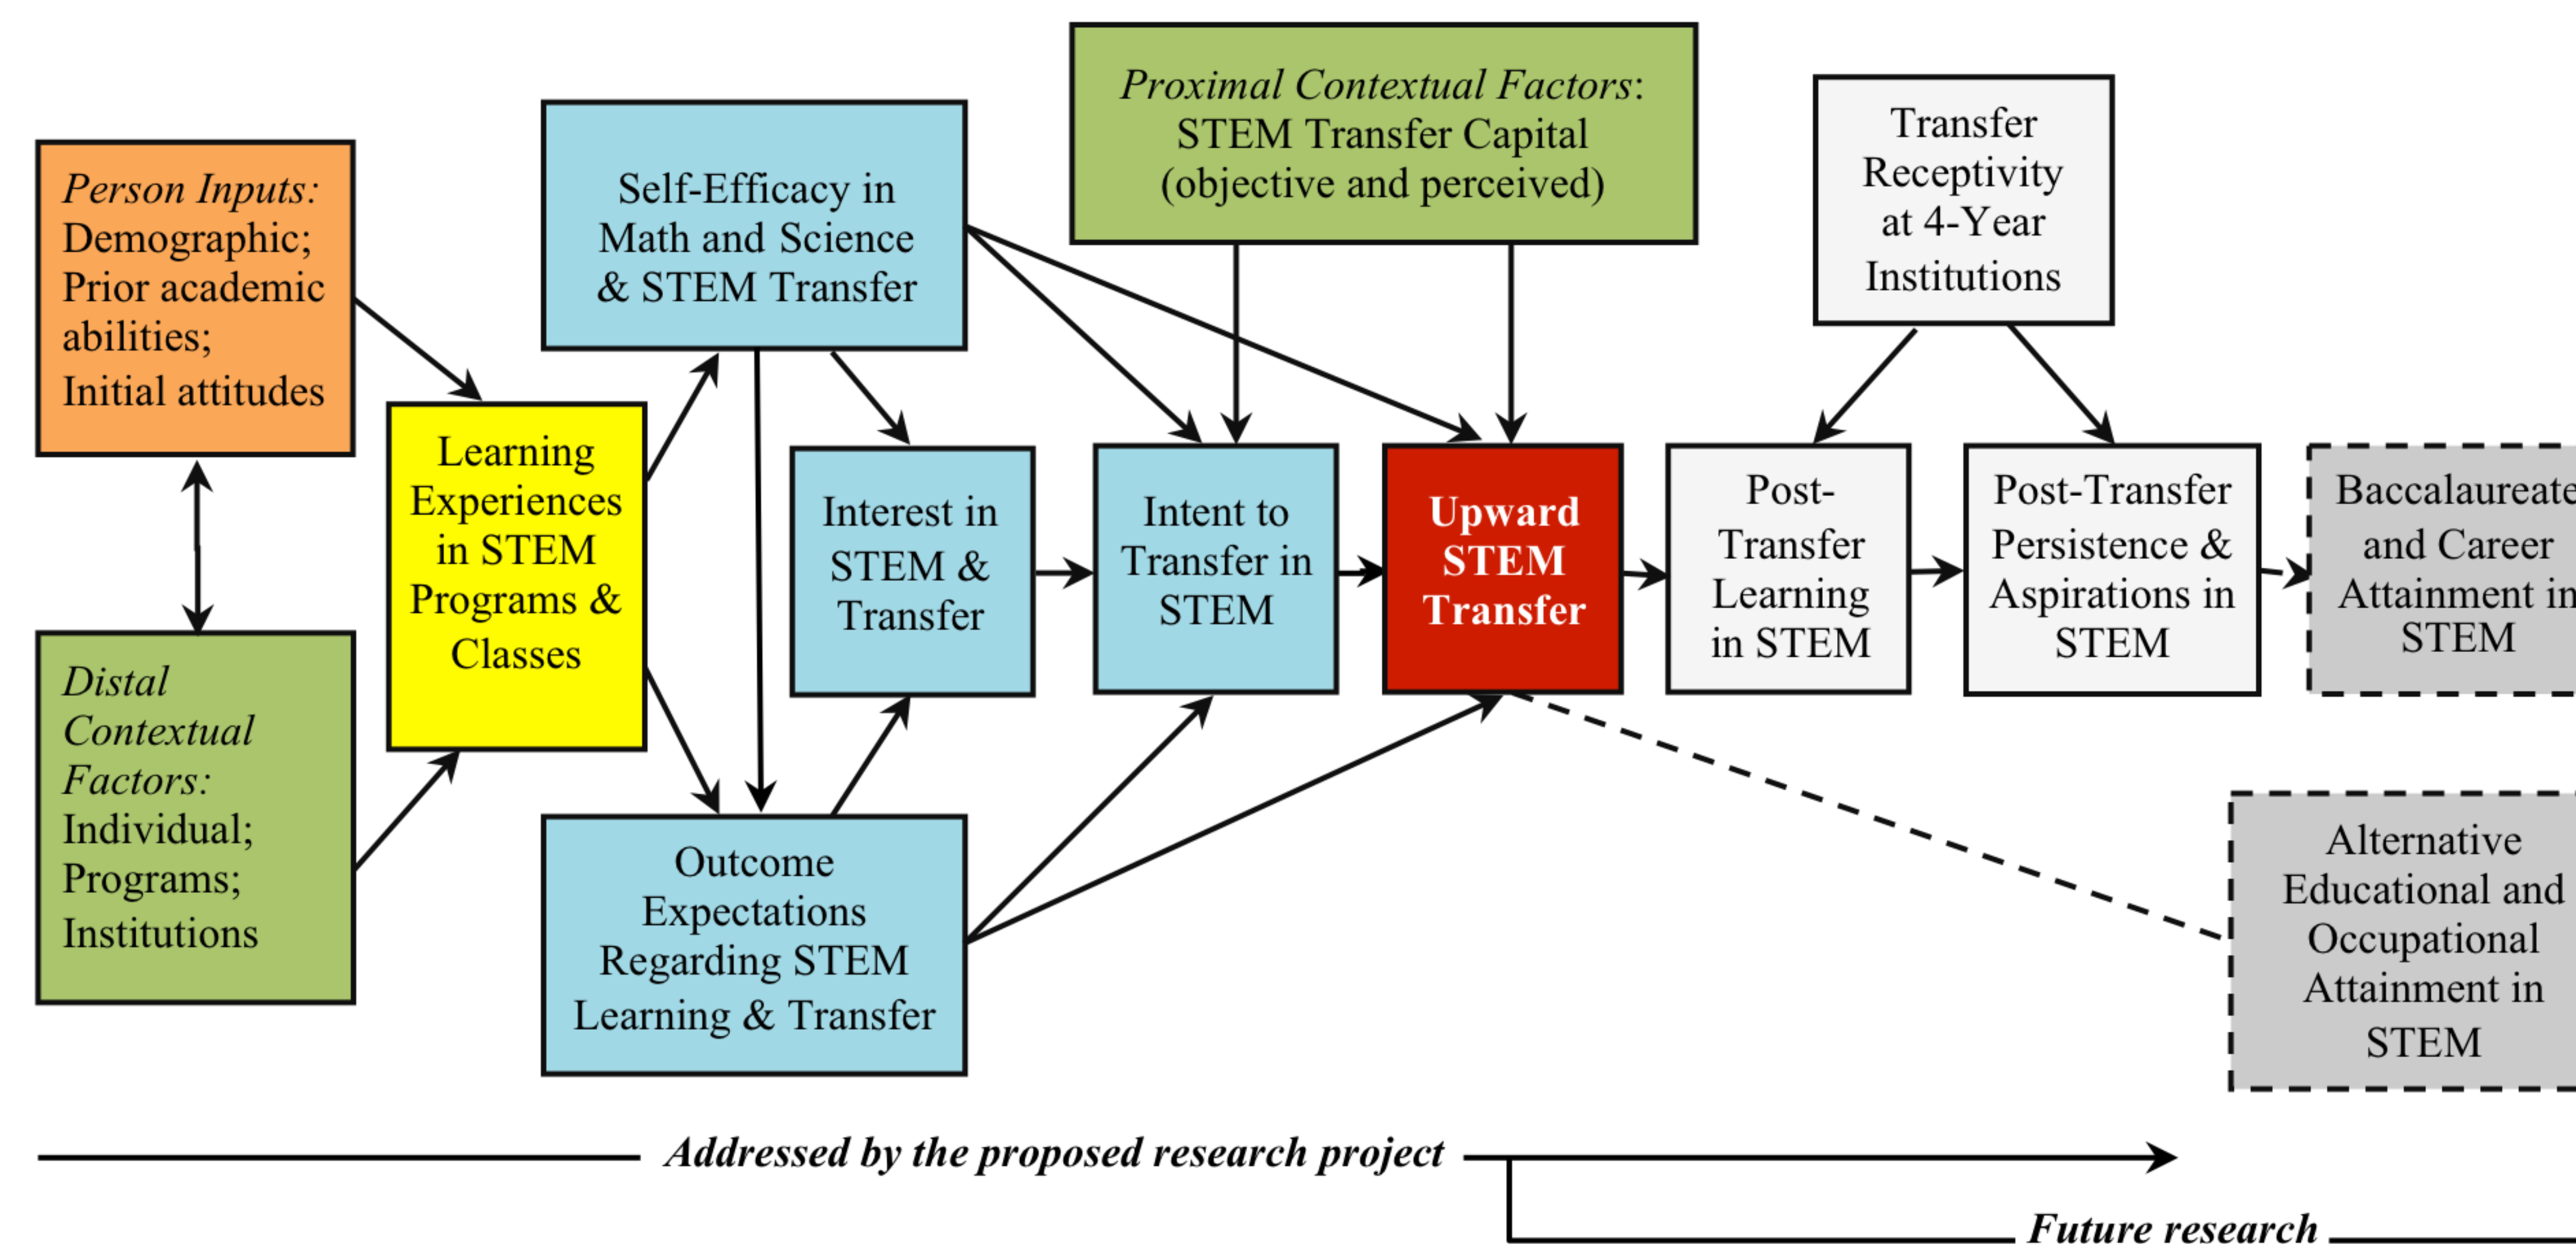 Person Inputs:
Demographic;
Prior academic
abilities;
Initial attitudes
Distal
Contextual
Factors:
Individual;
Programs;
Institutions
Learning
Experiences
in STEM
Programs &
Classes
Self-Efficacy in
Math and Science
& STEM Transfer
Outcome
Expectations
Regarding STEM
Learning & Transfer
Interest in
STEM &
Transfer
Proximal Contextual Factors:
STEM Transfer Capital
(objective and perceived)
Intent to
Transfer in
STEM
Upward
STEM
Transfer
Transfer
Receptivity
at 4-Year
Institutions
Post-
Transfer
Learning
in STEM
Post-Transfer
Persistence &
Aspirations in
STEM
Baccalaureate
and Career
Attainment in
STEM
Alternative
Educational and
Occupational
Attainment in
STEM
Addressed by the proposed research project
Future research